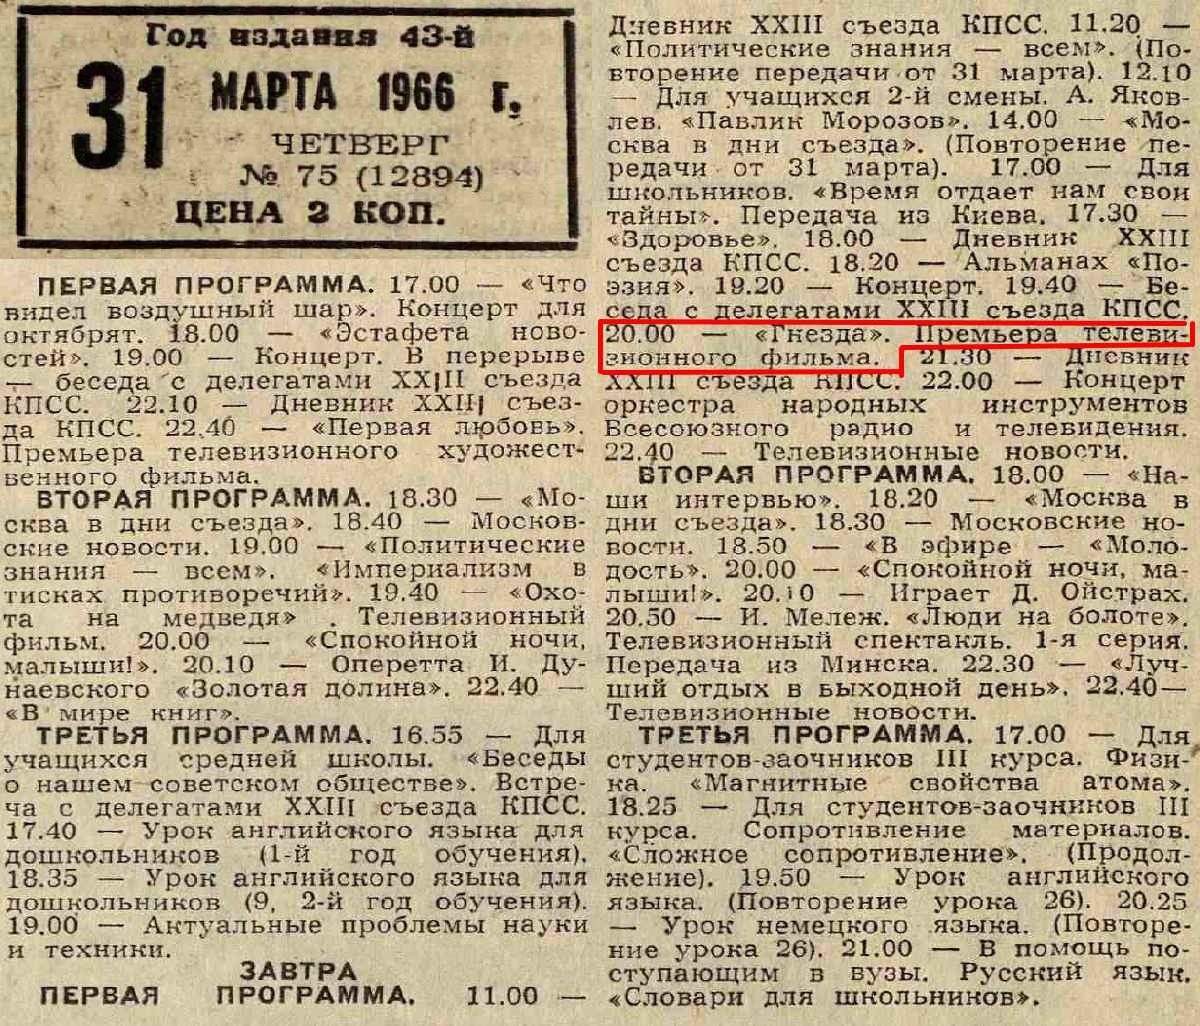 Год издания 43-й
31 МАРТА 1966 г.
ЧЕТВЕРГ
№ 75 (12894)
ЦЕНА 2 КОП.
ПЕРВАЯ ПРОГРАММА. 17.00 — «Что
видел воздушный шар». Концерт для
октябрят. 18.00 — «Эстафета ново-
стей». 19.00 — Концерт. В перерыве
— беседа с делегатами XXIII съезда
КПСС. 22.10 — Дневник XXIII съез-
да КПСС. 22.40 — «Первая любовь».
Премьера телевизионного художест-
венного фильма.
ВТОРАЯ ПРОГРАММА. 18.30 — «Мо-
сква в дни съезда». 18.40 — Москов-
ские новости. 19.00 — «Политические
знания — всем». «Империализм в
тисках противоречий». 19.40 — «Охо-
та на медведя» . Телевизионный
фильм. 20.00 — «Спокойной ночи,
малыши!». 20.10 — Оперетта И. Ду-
наевского «Золотая долина». 22.40 —
«В мире книг».
ТРЕТЬЯ ПРОГРАММА. 16.55 — Для
учащихся средней школы. «Беседы
о нашем советском обществе». Встре-
ча с делегатами XXIII съезда КПСС.
17.40 — Урок английского языка для
дошкольников (1-й год обучения).
18.35 — Урок английского языка для
дошкольников (9, 2-й год обучения).
19.00 — Актуальные проблемы науки
и техники.
ЗАВТРА
ПЕРВАЯ ПРОГРАММА. 11.00 —
Дневник XXIII съезда КПСС. 11.20 —
«Политические знания — всем». (По-
вторение передачи от 31 марта). 12.10
— Для учащихся 2-й смены. А. Яков-
лев. «Павлик Морозов». 14.00 — «Мо-
сква в дни съезда». (Повторение пе-
редачи от 31 марта). 17.00 — Для
школьников. «Время отдает нам свои
тайны». Передача из Киева. 17.30 —
«Здоровье». 18.00 — Дневник XXIII
съезда КПСС. 18.20 — Альманах «По-
эзия». 19.20 — Концерт. 19.40 — Бе-
седа с делегатами XXIII съезда КПСС.
20.00 — «Гнезда». Премьера телеви-
зионного фильма. 21.30 — Дневник
XXIII съезда КПСС. 22.00 — Концерт
оркестра народных инструментов
Всесоюзного радио и телевидения.
22.40 — Телевизионные новости.
ВТОРАЯ ПРОГРАММА. 18.00 — «На-
ши интервью». 18.20 — «Москва в
дни съезда». 18.30 — Московские но-
вости. 18.50 — «В эфире — «Моло-
дость». 20.00 — «Спокойной ночи, ма-
лыши!». 20.10 — Играет Д. Ойстрах.
20.50 — И. Мележ. «Люди на болоте».
Телевизионный спектакль. 1-я серия.
Передача из Минска. 22.30 — «Луч-
ший отдых в выходной день». 22.40—
Телевизионные новости.
ТРЕТЬЯ ПРОГРАММА. 17.00 — Для
студентов-заочников III курса. Физи-
ка. «Магнитные свойства атома».
18.25 — Для студентов-заочников III
курса. Сопротивление материалов.
«Сложное сопротивление». (Продол-
жение). 19.50 — Урок английского
языка. (Повторение урока 26). 20.25
— Урок немецкого языка. (Повторе-
ние урока 26). 21.00 — В помощь по-
ступающим в вузы. Русский язык.
«Словари для школьников».